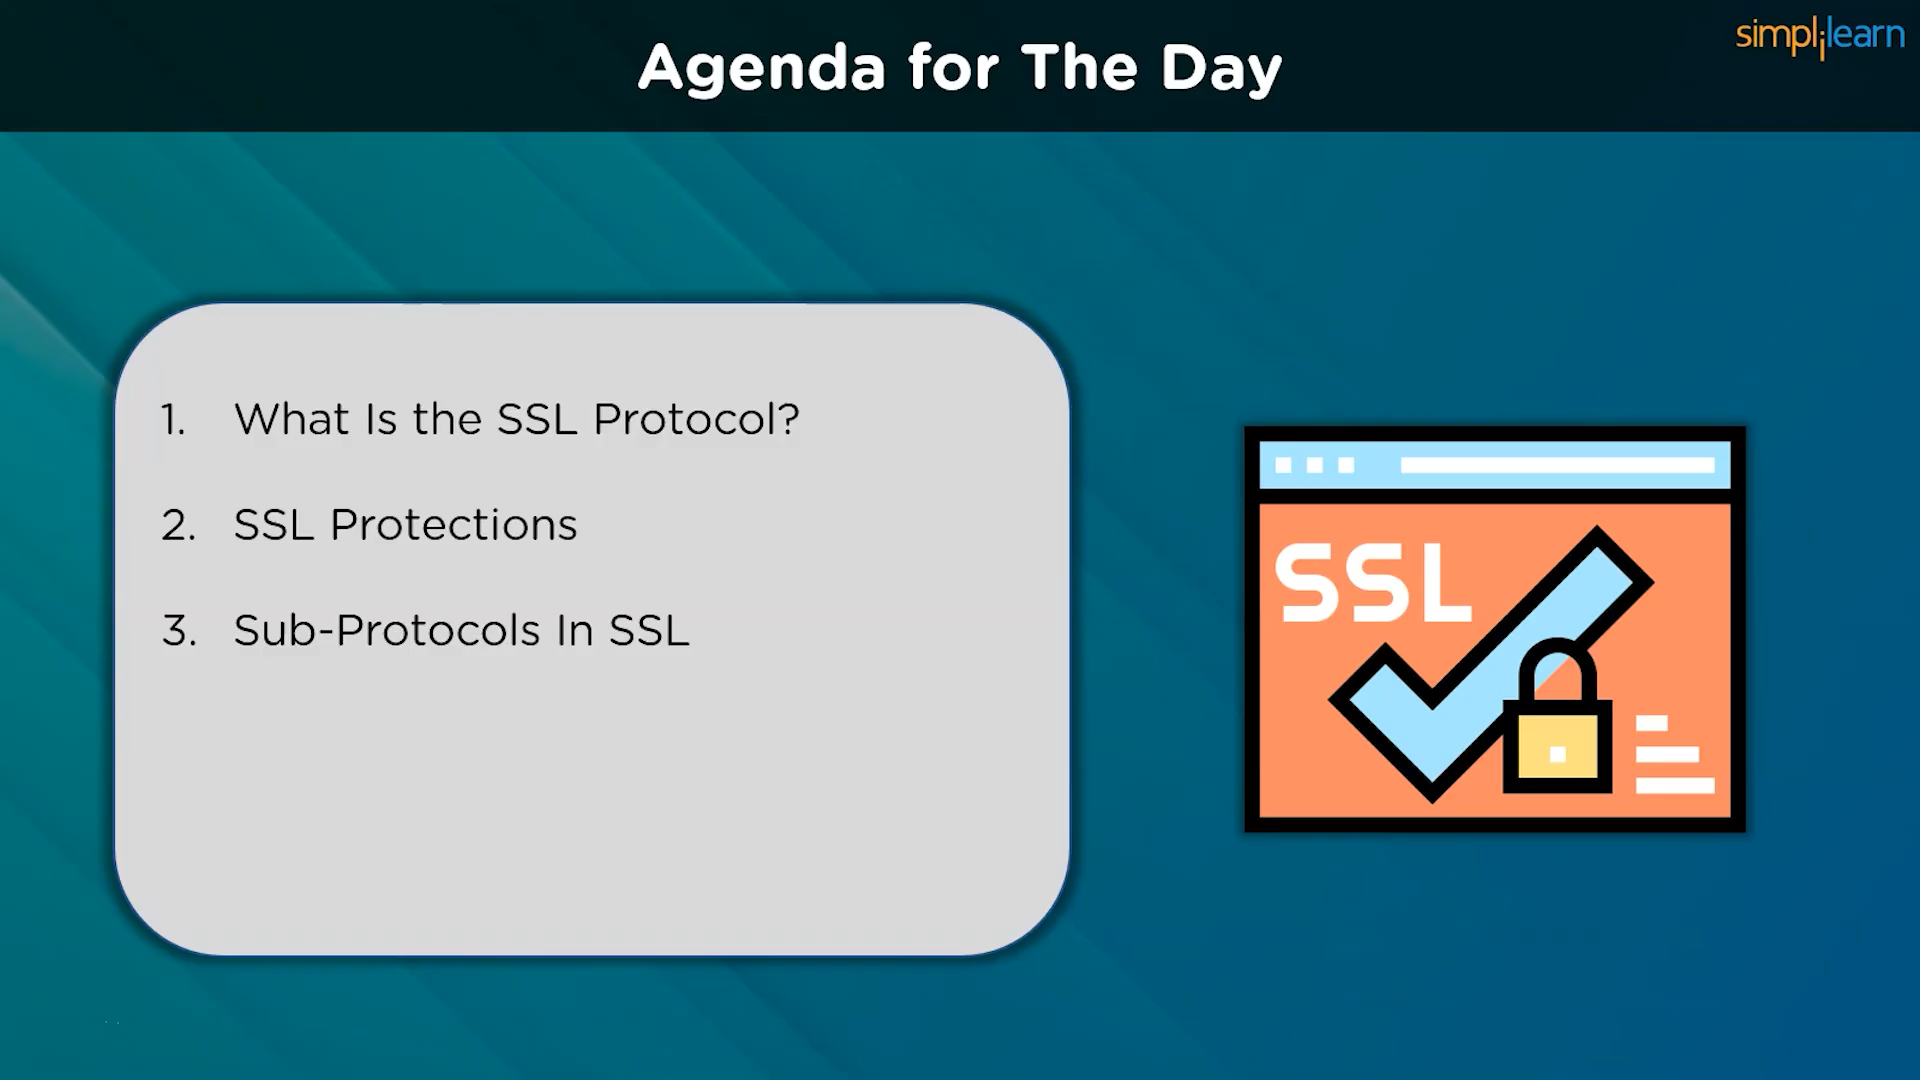 Agenda for The Day
simplilearn
1. What Is the SSL Protocol?
2. SSL Protections
3. Sub-Protocols In SSL
SSL